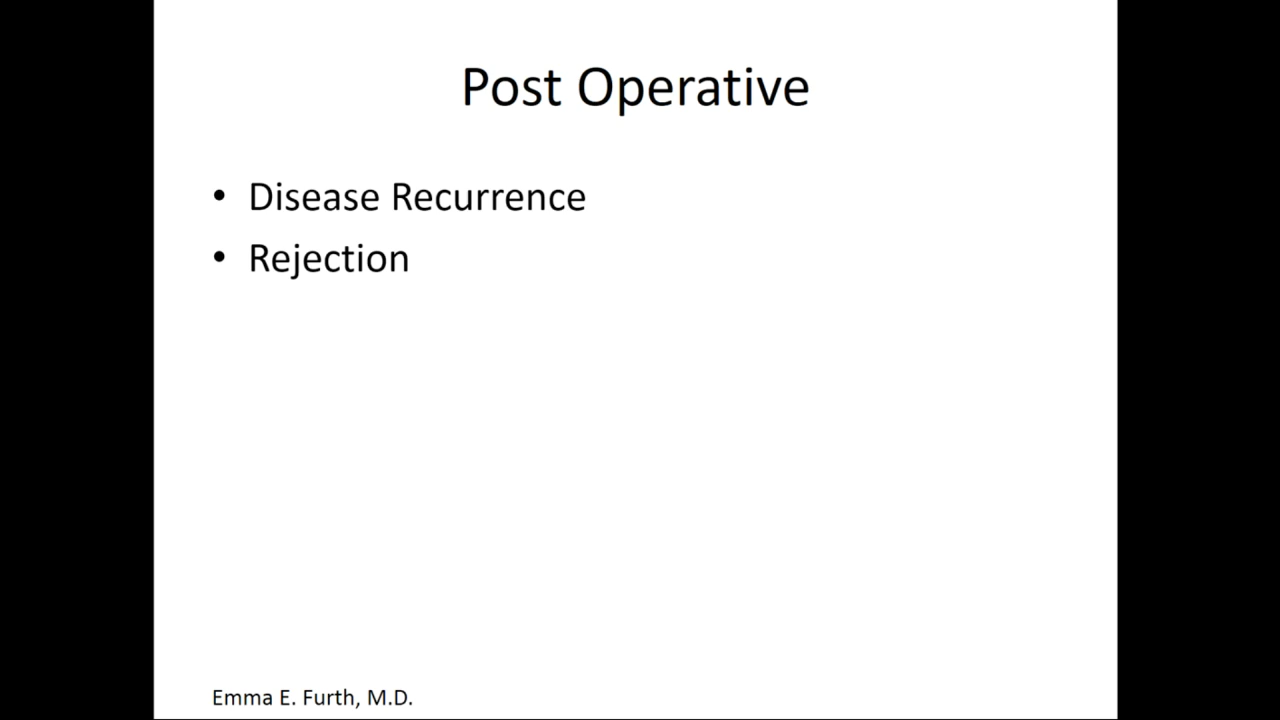 Post Operative
• Disease Recurrence
• Rejection
Emma E. Furth, M.D.